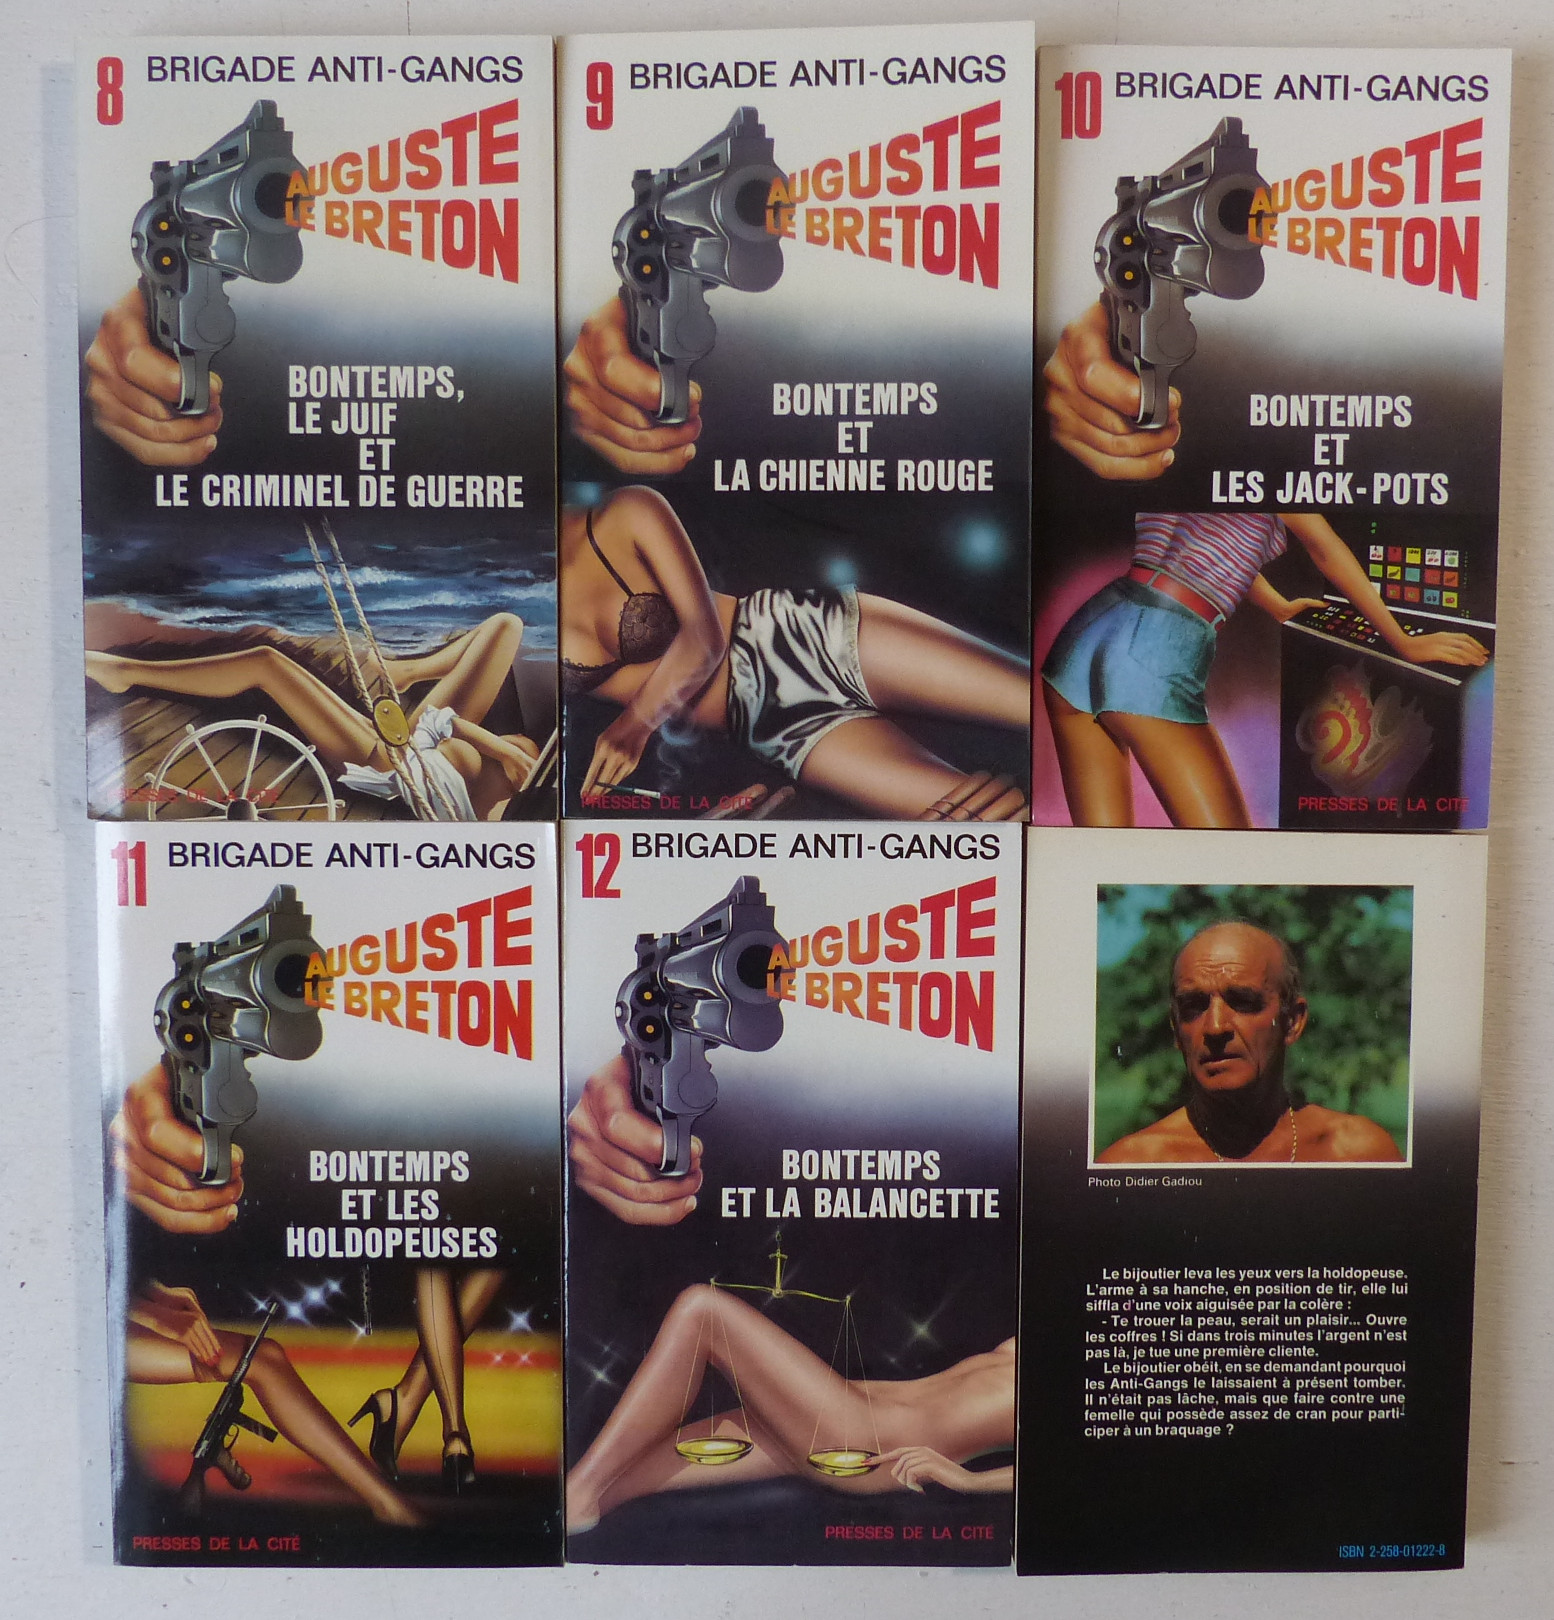 8 BRIGADE ANTI-GANGS
AUGUSTE
LE BRETON
BONTEMPS,
LE JUIF
ET
LE CRIMINEL DE GUERRE
PRESSES DE LA CITÉ
9 BRIGADE ANTI-GANGS
AUGUSTE
LE BRETON
BONTEMPS
ET
LA CHIENNE ROUGE
PRESSES DE LA CITÉ
10 BRIGADE ANTI-GANGS
AUGUSTE
LE BRETON
BONTEMPS
ET
LES JACK-POTS
PRESSES DE LA CITÉ
11 BRIGADE ANTI-GANGS
AUGUSTE
LE BRETON
BONTEMPS
ET LES
HOLDOPEUSES
PRESSES DE LA CITÉ
12 BRIGADE ANTI-GANGS
AUGUSTE
LE BRETON
BONTEMPS
ET LA BALANCETTE
PRESSES DE LA CITÉ
Photo Didier Gadiou
Le bijoutier leva les yeux vers la holdopeuse.
L'arme à sa hanche, en position de tir, elle lui
siffla d'une voix aiguisée par la colère :
- Te trouer la peau, serait un plaisir... Ouvre
les coffres ! Si dans trois minutes l'argent n'est
pas là, je tue une première cliente.
Le bijoutier obéit, en se demandant pourquoi
les Anti-Gangs le laissaient à présent tomber.
Il n'était pas lâche, mais que faire contre une
femelle qui possède assez de cran pour parti-
ciper à un braquage ?
ISBN 2-258-01222-8